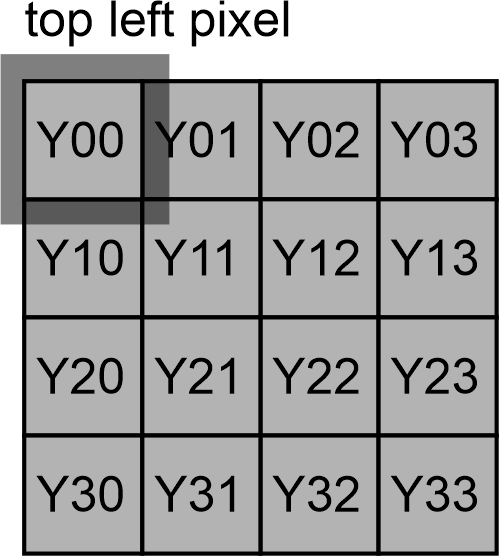 top left pixel
Y00 Y01 Y02 Y03
Y10 Y11 Y12 Y13
Y20 Y21 Y22 Y23
Y30 Y31 Y32 Y33